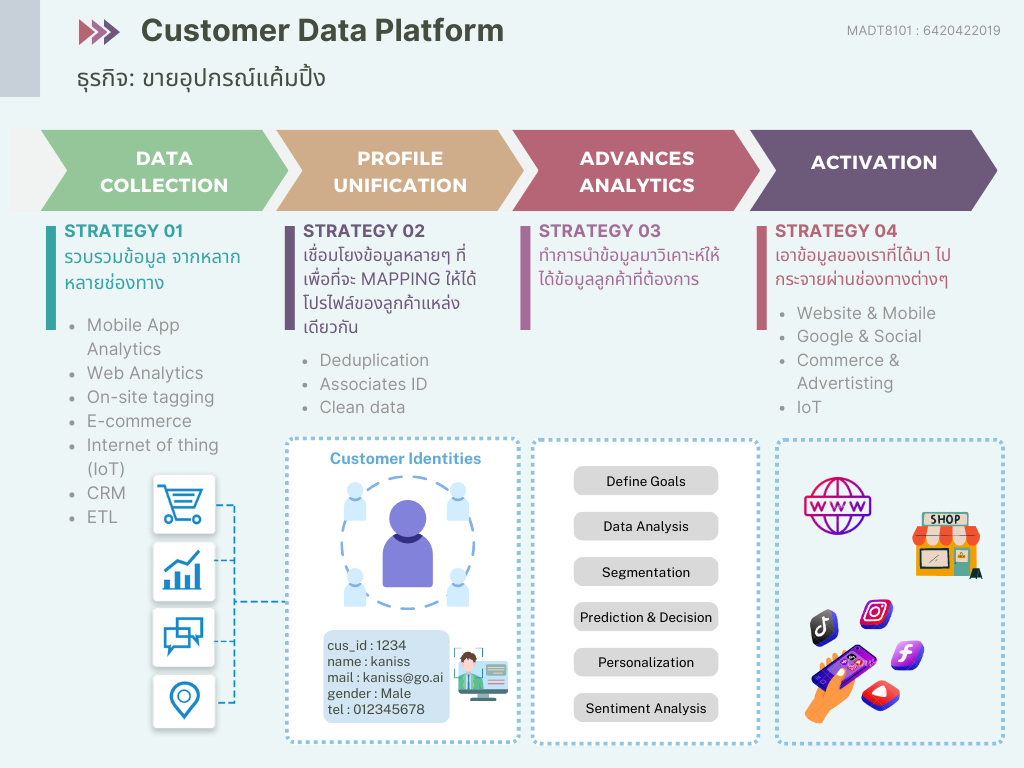 Customer Data Platform
MADT8101 : 6420422019
ธุรกิจ: ขายอุปกรณ์แค้มปิ้ง
DATA
COLLECTION
PROFILE
UNIFICATION
ADVANCES
ANALYTICS
ACTIVATION
STRATEGY 01
รวบรวมข้อมูล จากหลาก
หลายช่องทาง
Mobile App
Analytics
Web Analytics
On-site tagging
E-commerce
Internet of thing
(IoT)
CRM
ETL
STRATEGY 02
เชื่อมโยงข้อมูลหลายๆ ที่
เพื่อที่จะ MAPPING ให้ได้
โปรไฟล์ของลูกค้าแหล่ง
เดียวกัน
Deduplication
Associates ID
Clean data
Customer Identities
cus_id : 1234
name : kaniss
mail : kaniss@go.ai
gender : Male
tel : 012345678
STRATEGY 03
ทำการนำข้อมูลมาวิเคาะห์ให้
ได้ข้อมูลลูกค้าที่ต้องการ
Define Goals
Data Analysis
Segmentation
Prediction & Decision
Personalization
Sentiment Analysis
STRATEGY 04
เอาข้อมูลของเราที่ได้มา ไป
กระจายผ่านช่องทางต่างๆ
Website & Mobile
Google & Social
Commerce &
Advertisting
IoT
WWW
SHOP